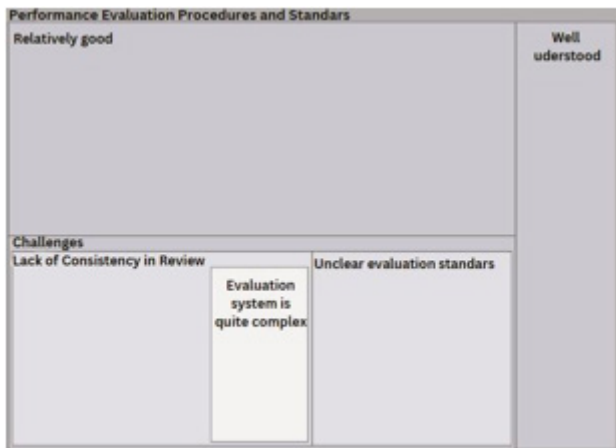 Performance Evaluation Procedures and Standars
Relatively good
Well
uderstood
Challenges
Lack of Consistency in Review
Evaluation
system is
quite complex
Unclear evaluation standars